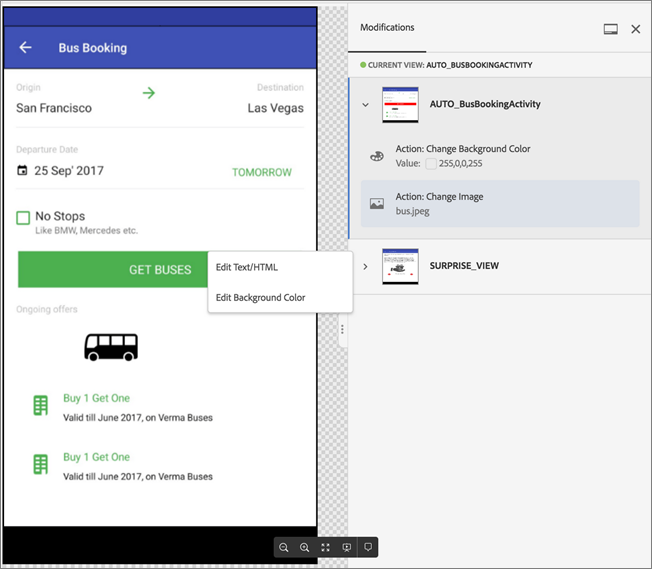 Bus Booking
Origin
Destination
San Francisco
Las Vegas
Departure Date
25 Sep' 2017
TOMORROW
No Stops
Like BMW, Mercedes etc.
GET BUSES
Edit Text/HTML
Edit Background Color
Ongoing offers
Buy 1 Get One
Valid till June 2017, on Verma Buses
Buy 1 Get One
Valid till June 2017, on Verma Buses
Modifications
CURRENT VIEW: AUTO_BUSBOOKINGACTIVITY
AUTO_BusBookingActivity
Action: Change Background Color
Value: 255,0,0,255
Action: Change Image
bus.jpeg
SURPRISE_VIEW